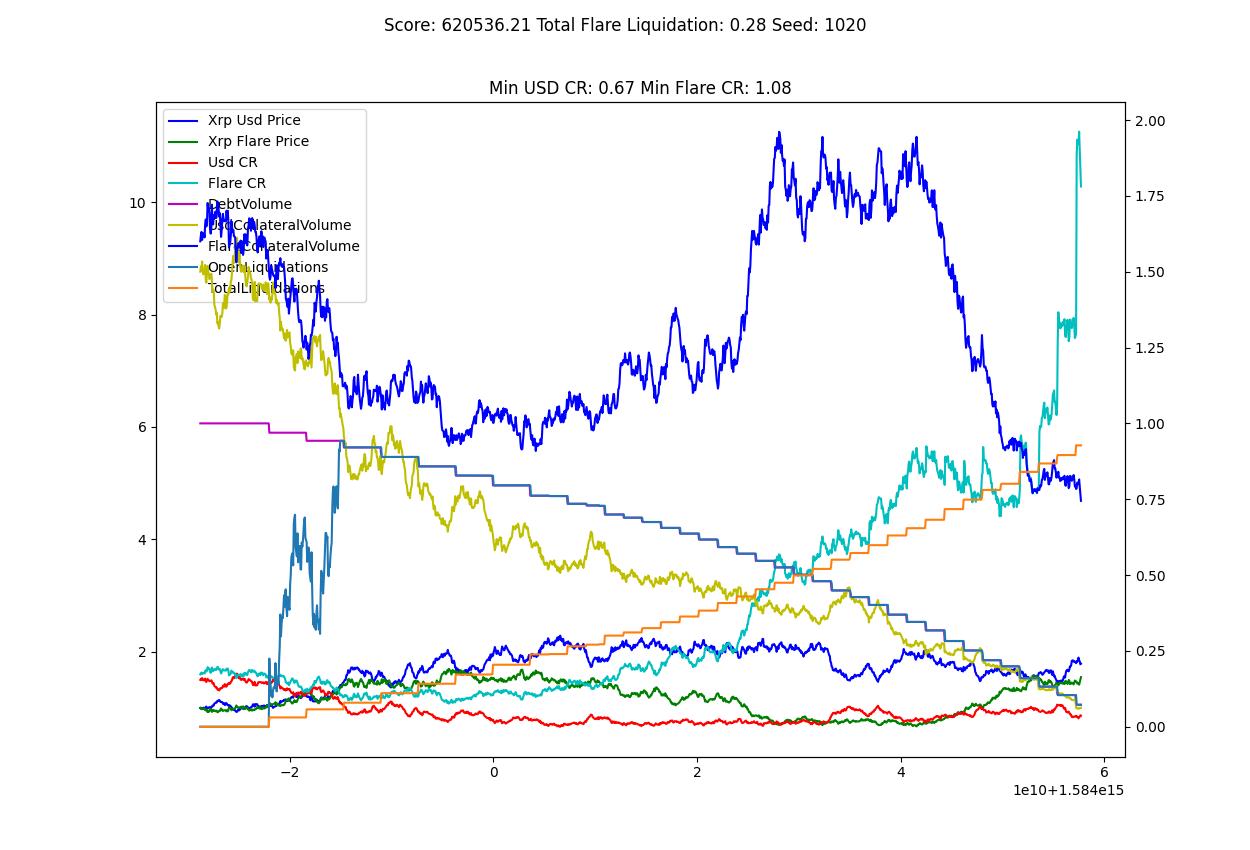 Score: 620536.21 Total Flare Liquidation: 0.28 Seed: 1020
Min USD CR: 0.67 Min Flare CR: 1.08
Xrp Usd Price
Xrp Flare Price
Usd CR
Flare CR
DebtVolume
UsdCollateralVolume
FlareCollateralVolume
OpenLiquidations
TotalLiquidations
10
8
6
4
2
2.00
1.75
1.50
1.25
1.00
0.75
0.50
0.25
0.00
−2
0
2
4
6
1e10+1.584e15